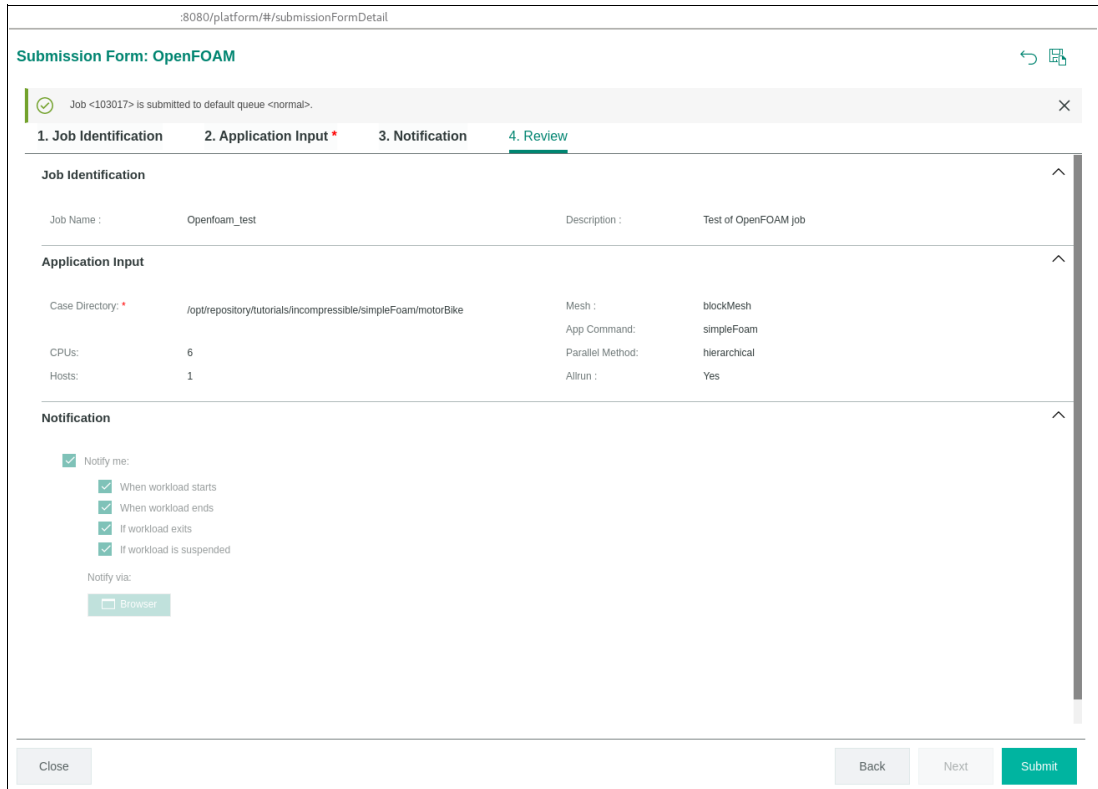 :8080/platform/#/submissionFormDetail
Submission Form: OpenFOAM
Job <103017> is submitted to default queue <normal>.
1. Job Identification 2. Application Input * 3. Notification 4. Review
Job Identification
Job Name : Openfoam_test Description : Test of OpenFOAM job
Application Input
Case Directory: * /opt/repository/tutorials/incompressible/simpleFoam/motorBike Mesh : blockMesh
App Command: simpleFoam
CPUs: 6 Parallel Method: hierarchical
Hosts: 1 Allrun : Yes
Notification
Notify me:
When workload starts
When workload ends
If workload exits
If workload is suspended
Notify via:
Browser
Close Back Next Submit